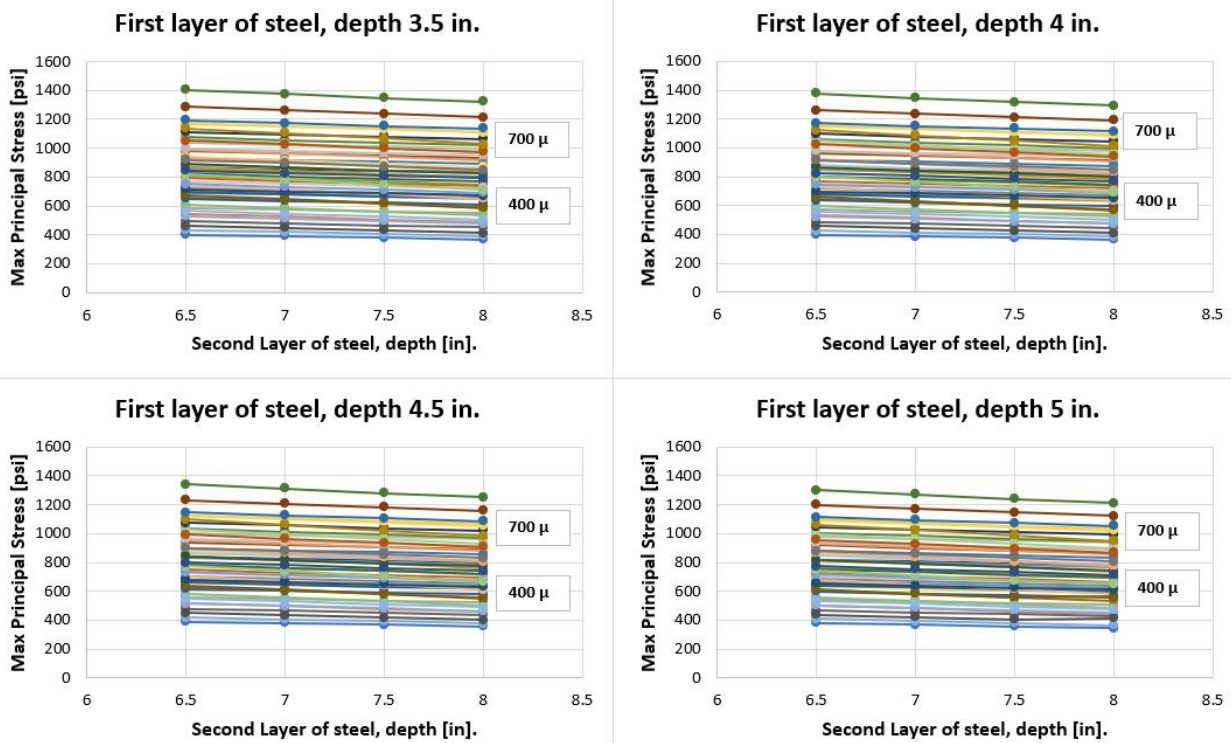 First layer of steel, depth 3.5 in.
Max Principal Stress [psi]
1600
1400
1200
1000
800
600
400
200
0
700 µ
400 µ
6 6.5 7 7.5 8 8.5
Second Layer of steel, depth [in].
First layer of steel, depth 4 in.
Max Principal Stress [psi]
1600
1400
1200
1000
800
600
400
200
0
700 µ
400 µ
6 6.5 7 7.5 8 8.5
Second Layer of steel, depth [in].
First layer of steel, depth 4.5 in.
Max Principal Stress [psi]
1600
1400
1200
1000
800
600
400
200
0
700 µ
400 µ
6 6.5 7 7.5 8 8.5
Second Layer of steel, depth [in].
First layer of steel, depth 5 in.
Max Principal Stress [psi]
1600
1400
1200
1000
800
600
400
200
0
700 µ
400 µ
6 6.5 7 7.5 8 8.5
Second Layer of steel, depth [in].